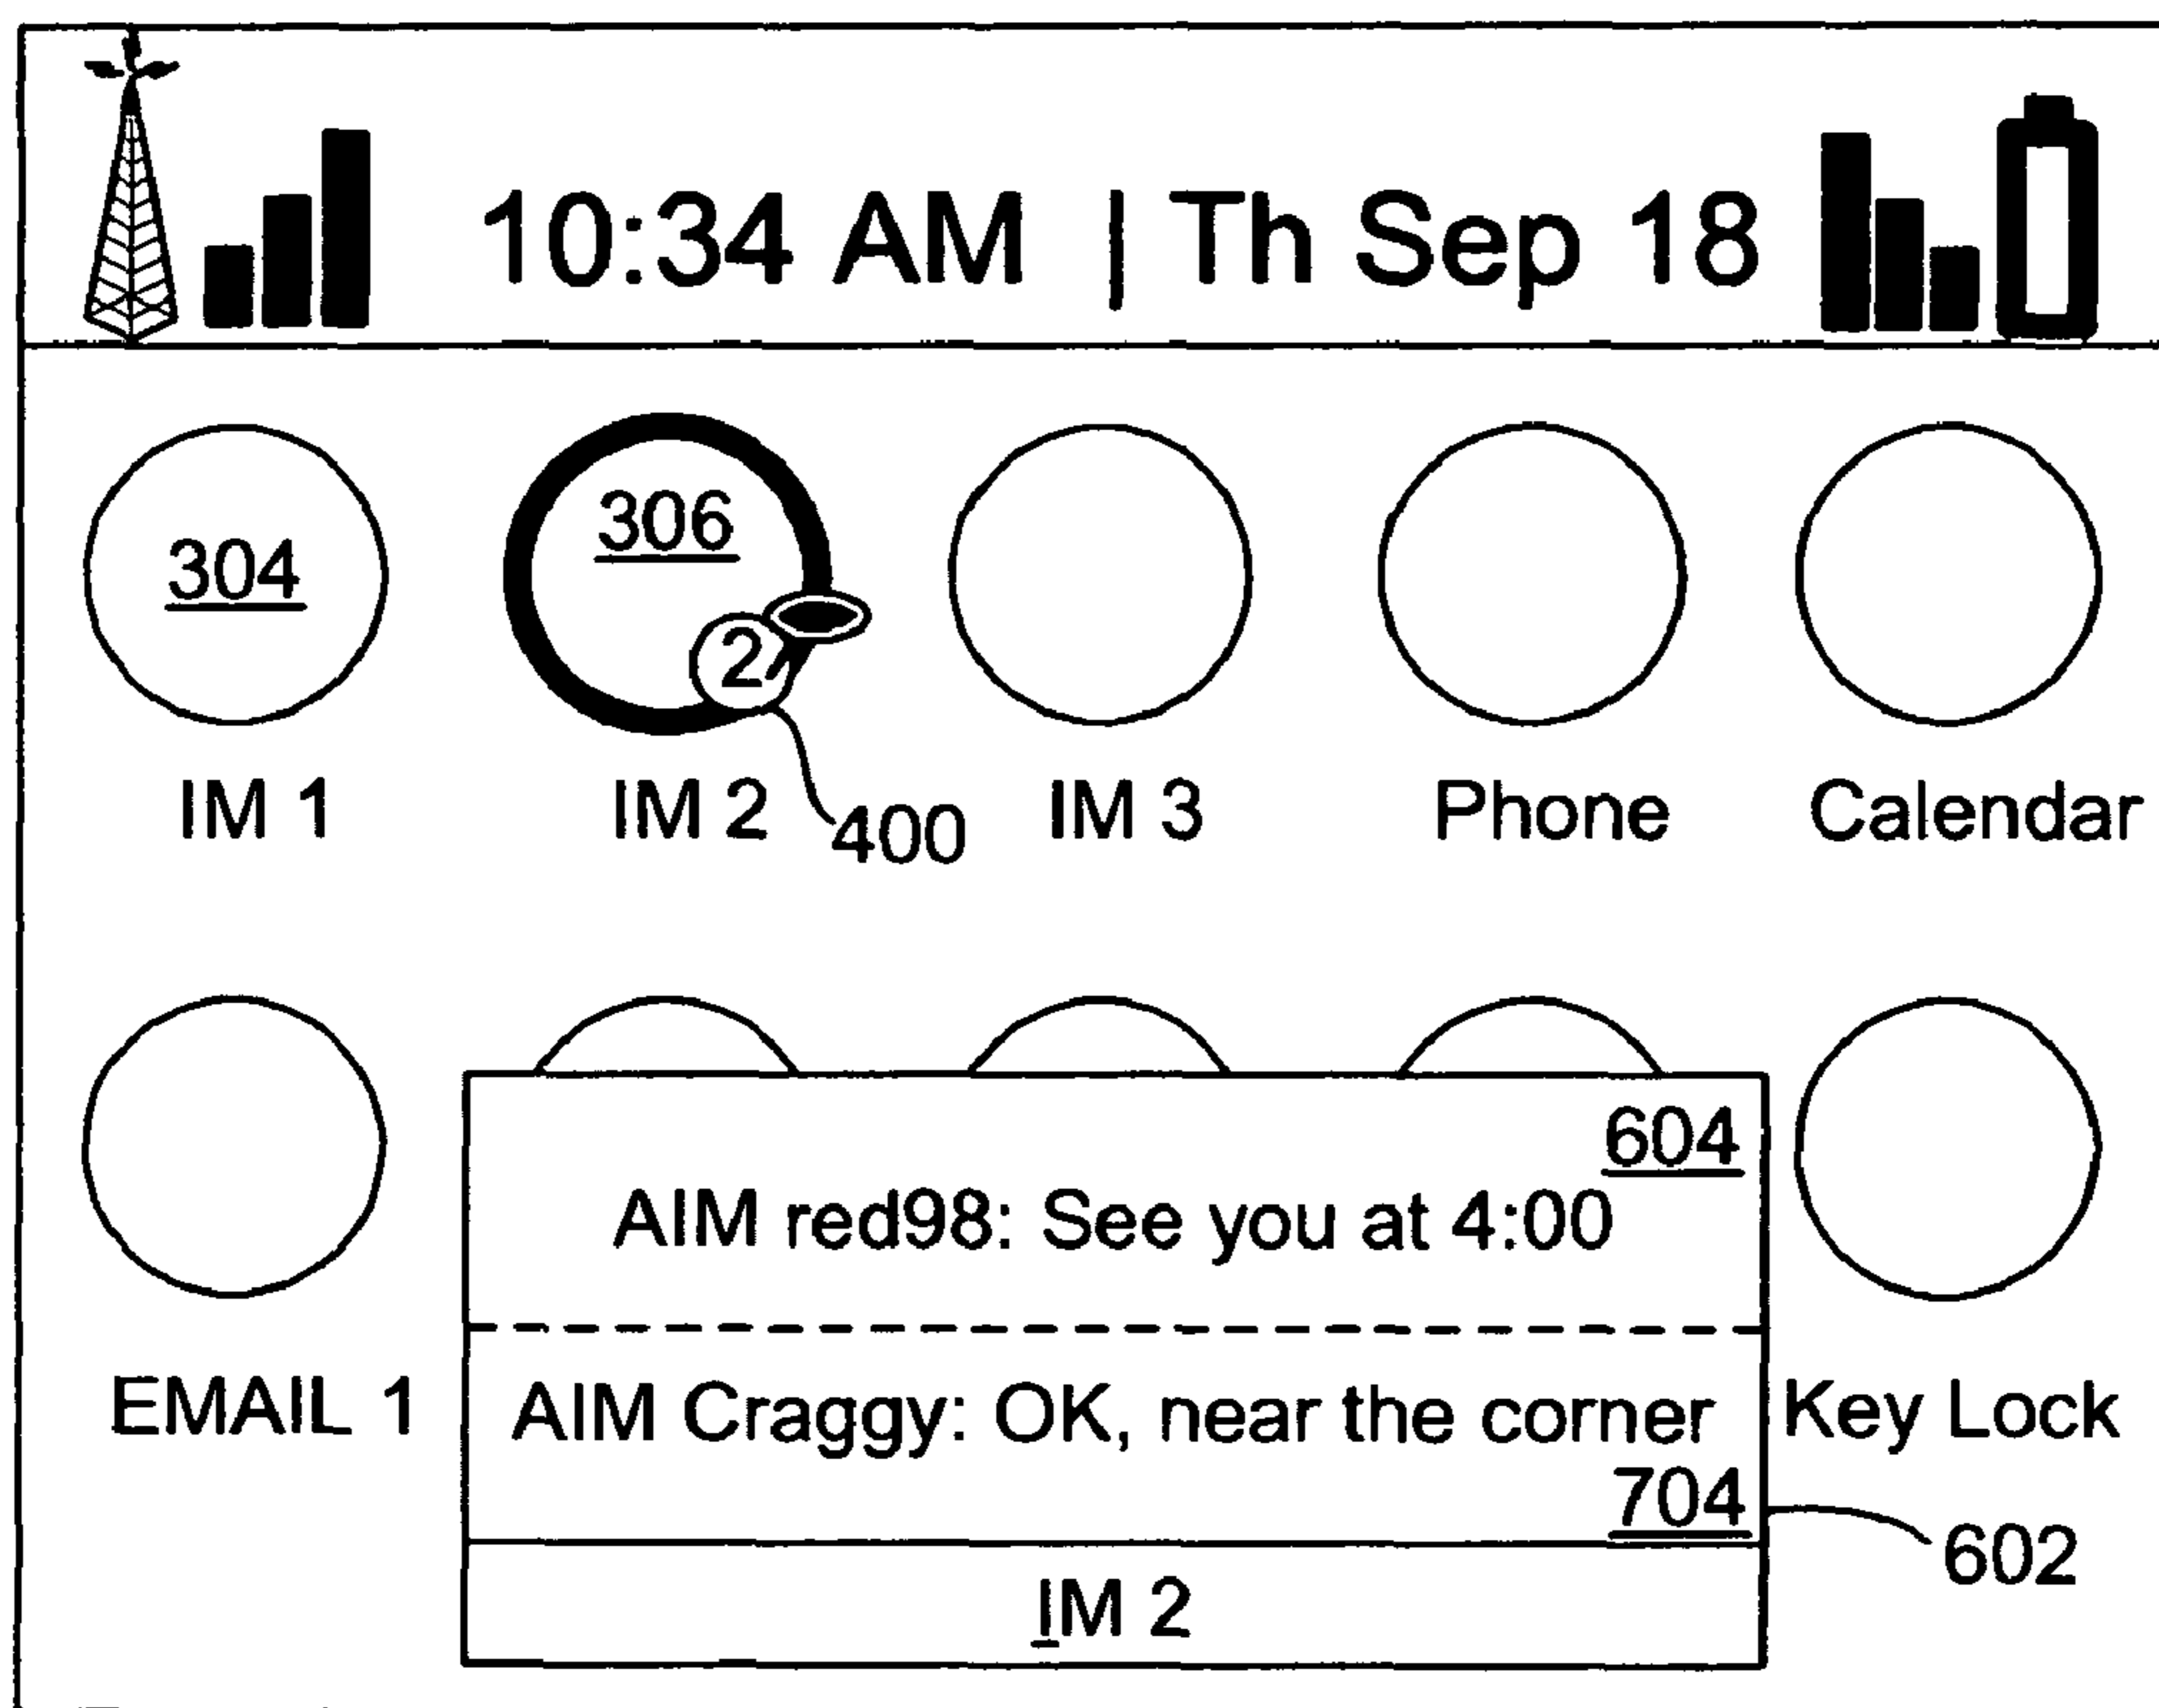 10:34 AM | Th Sep 18
304
306
2
IM 1
IM 2
400
IM 3
Phone
Calendar
604
AIM red98: See you at 4:00
EMAIL 1
AIM Craggy: OK, near the corner
Key Lock
704
602
IM 2